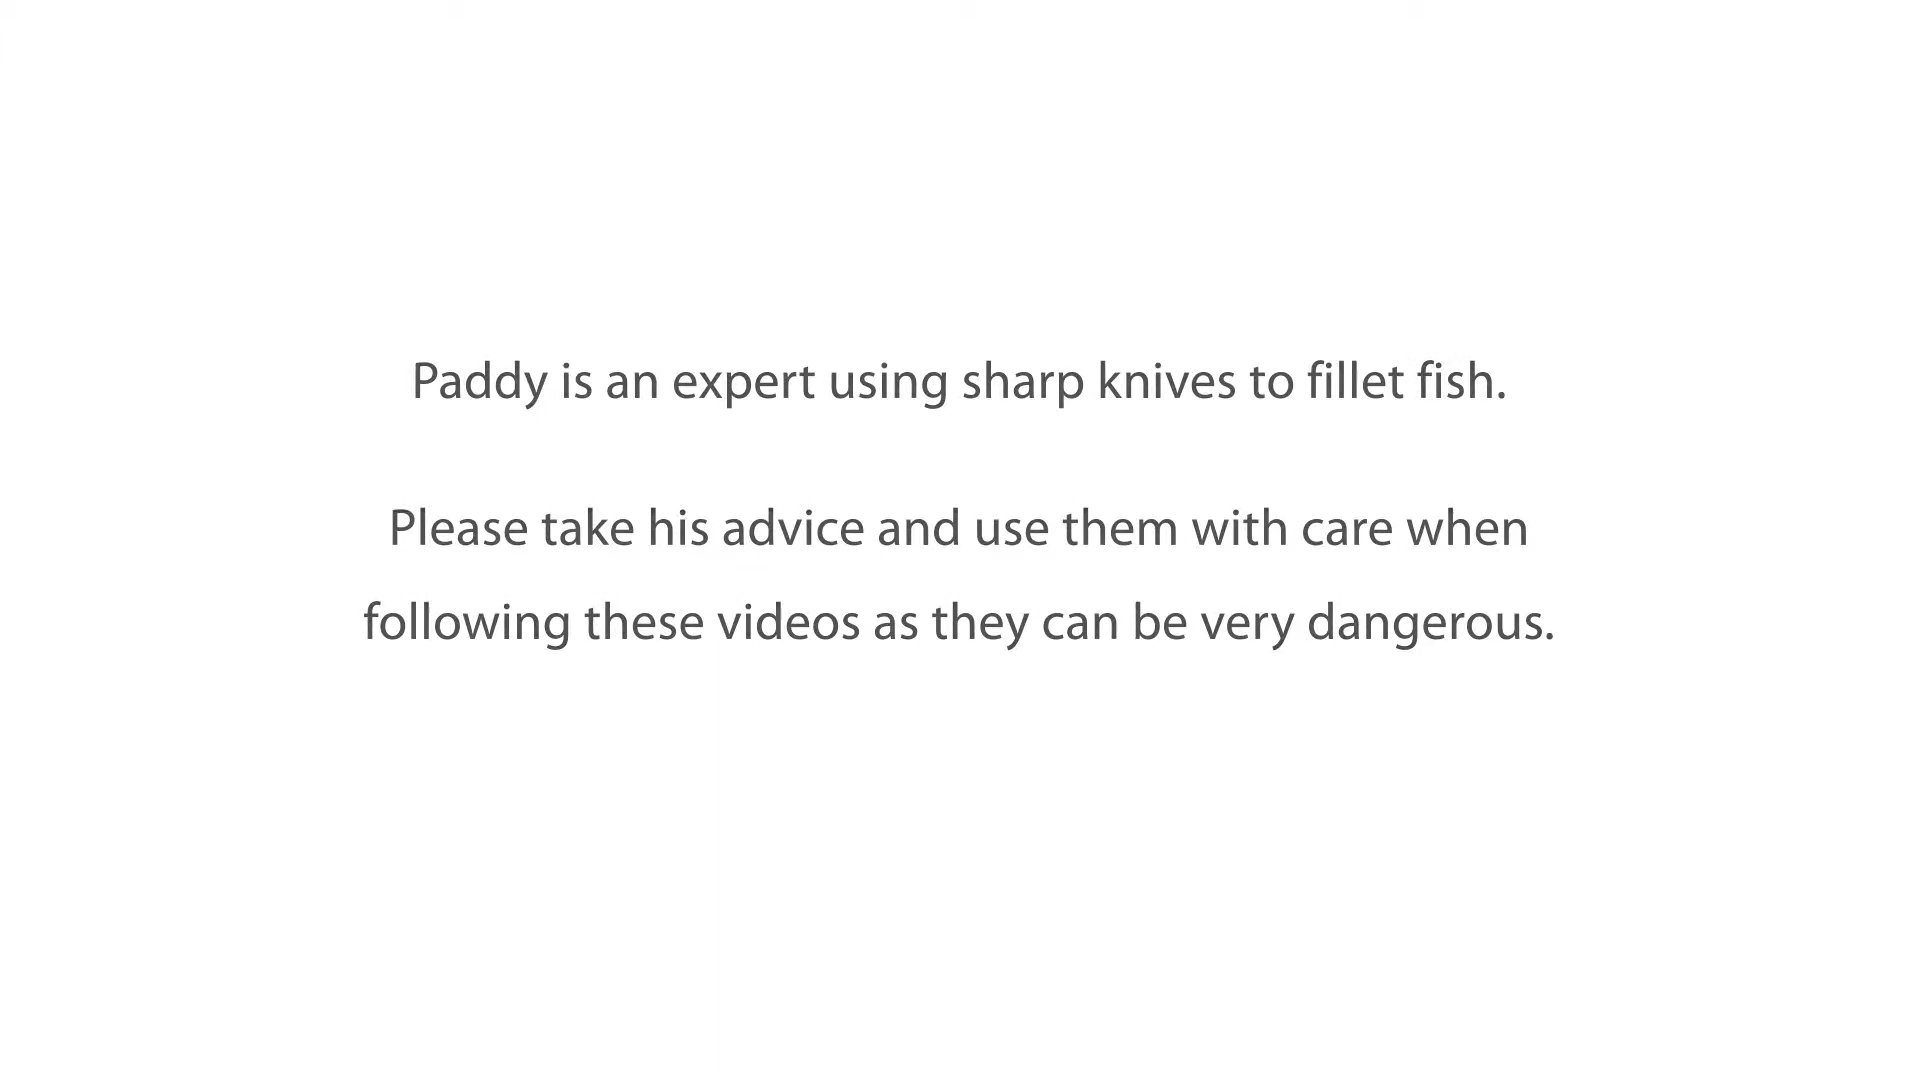 Paddy is an expert using sharp knives to fillet fish.
Please take his advice and use them with care when
following these videos as they can be very dangerous.